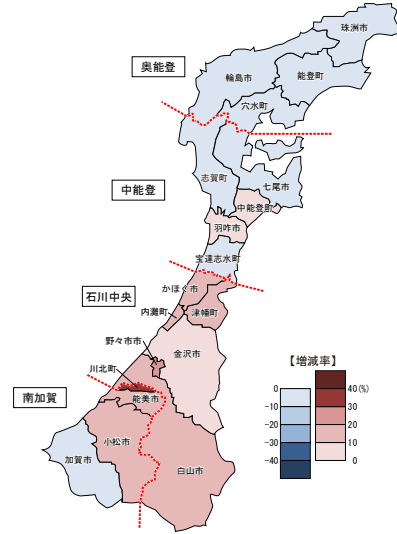 珠洲市
奥能登
輪島市
能登町
穴水町
志賀町
七尾市
中能登
中能登町
羽咋市
宝達志水町
かほく市
石川中央
内灘町
津幡町
野々市市
金沢市
川北町
【増減率】
0
-10
-20
-30
-40
40(%)
30
20
10
0
南加賀
能美市
小松市
加賀市
白山市